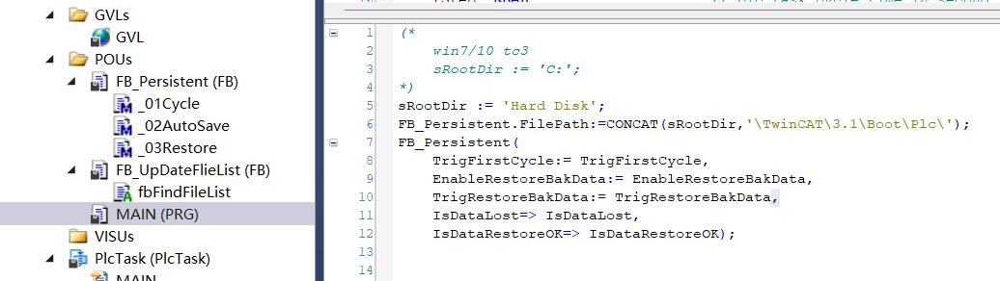 GVLs
GVL
POUs
FB_Persistent (FB)
_01Cycle
_02AutoSave
_03Restore
FB_UpDateFlieList (FB)
fbFindFileList
MAIN (PRG)
VISUs
PlcTask (PlcTask)
MAIN
1 (*
2 win7/10 tc3
3 sRootDir := 'C:';
4 *)
5 sRootDir := 'Hard Disk';
6 FB_Persistent.FilePath:=CONCAT(sRootDir,'\TwinCAT\3.1\Boot\Plc\');
7 FB_Persistent(
8 TrigFirstCycle:= TrigFirstCycle,
9 EnableRestoreBakData:= EnableRestoreBakData,
10 TrigRestoreBakData:= TrigRestoreBakData,
11 IsDataLost=> IsDataLost,
12 IsDataRestoreOK=> IsDataRestoreOK);
13
14